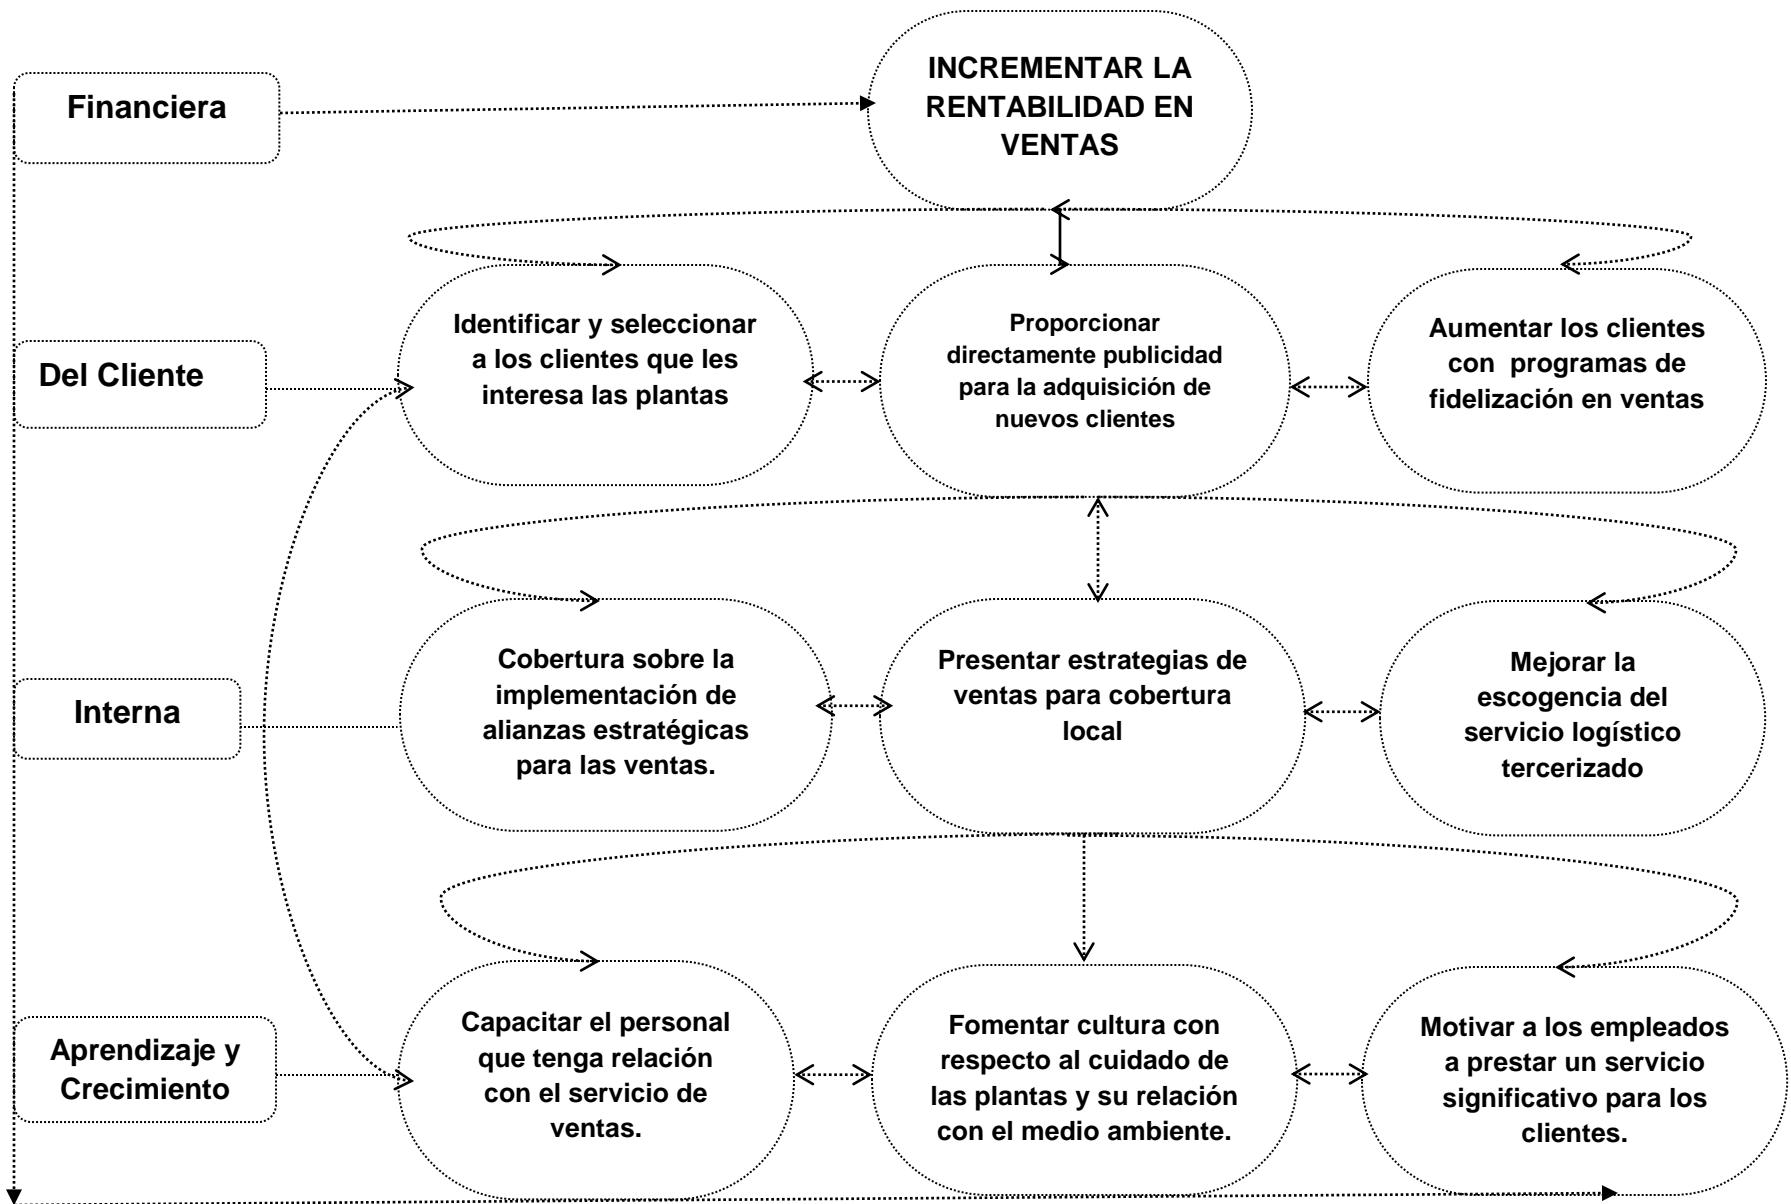 INCREMENTAR LA
RENTABILIDAD EN
VENTAS
Financiera
Identificar y seleccionar
a los clientes que les
interesa las plantas
Proporcionar
directamente publicidad
para la adquisición de
nuevos clientes
Aumentar los clientes
con programas de
fidelización en ventas
Del Cliente
Cobertura sobre la
implementación de
alianzas estratégicas
para las ventas.
Presentar estrategias de
ventas para cobertura
local
Mejorar la
escogencia del
servicio logístico
tercerizado
Interna
Capacitar el personal
que tenga relación
con el servicio de
ventas.
Fomentar cultura con
respecto al cuidado de
las plantas y su relación
con el medio ambiente.
Motivar a los empleados
a prestar un servicio
significativo para los
clientes.
Aprendizaje y
Crecimiento